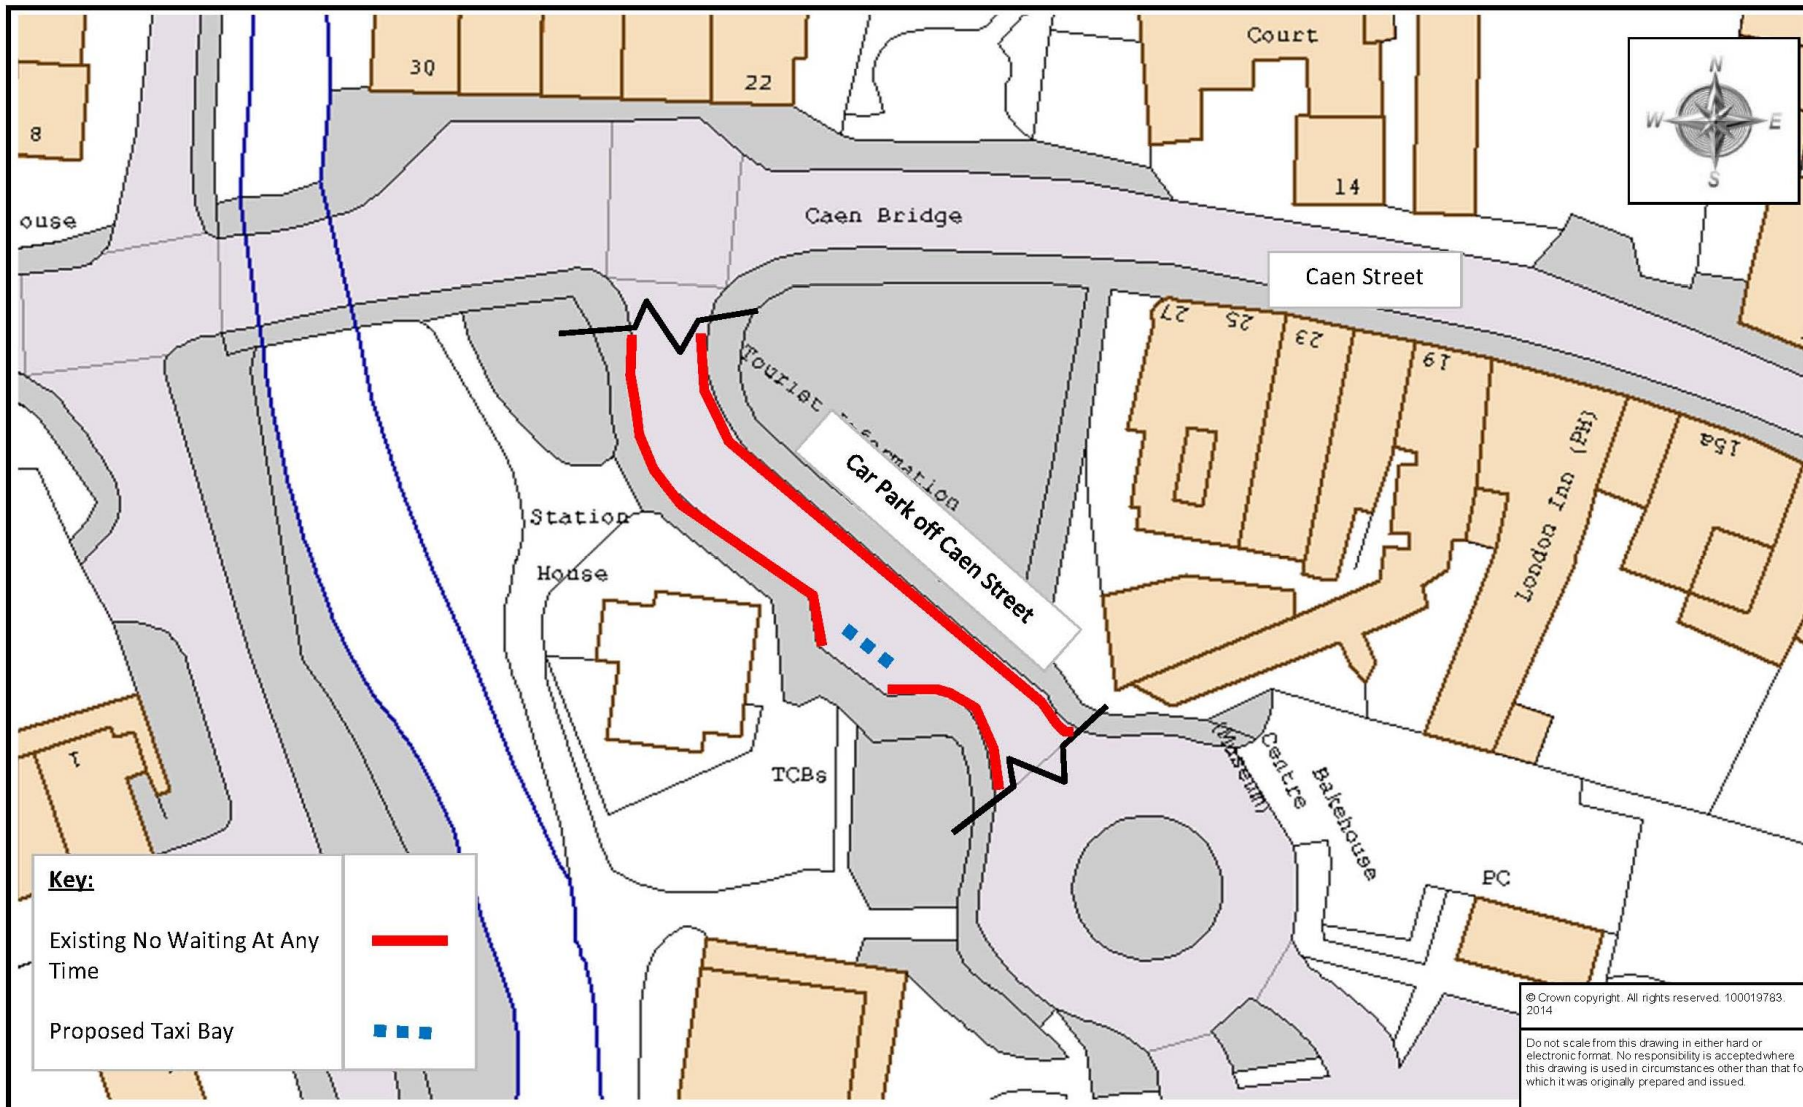 30
22
Court
N
W
E
S
8
14
ouse
Caen Bridge
Caen Street
27
25
23
19
15a
Tourist Information
Car Park off Caen Street
London Inn (PH)
Station
House
TCBs
1
(Museum)
Centre
Bakehouse
PC
Key:
Existing No Waiting At Any
Time
Proposed Taxi Bay
© Crown copyright. All rights reserved. 100019783.
2014
Do not scale from this drawing in either hard or
electronic format. No responsibility is accepted where
this drawing is used in circumstances other than that fo
which it was originally prepared and issued.